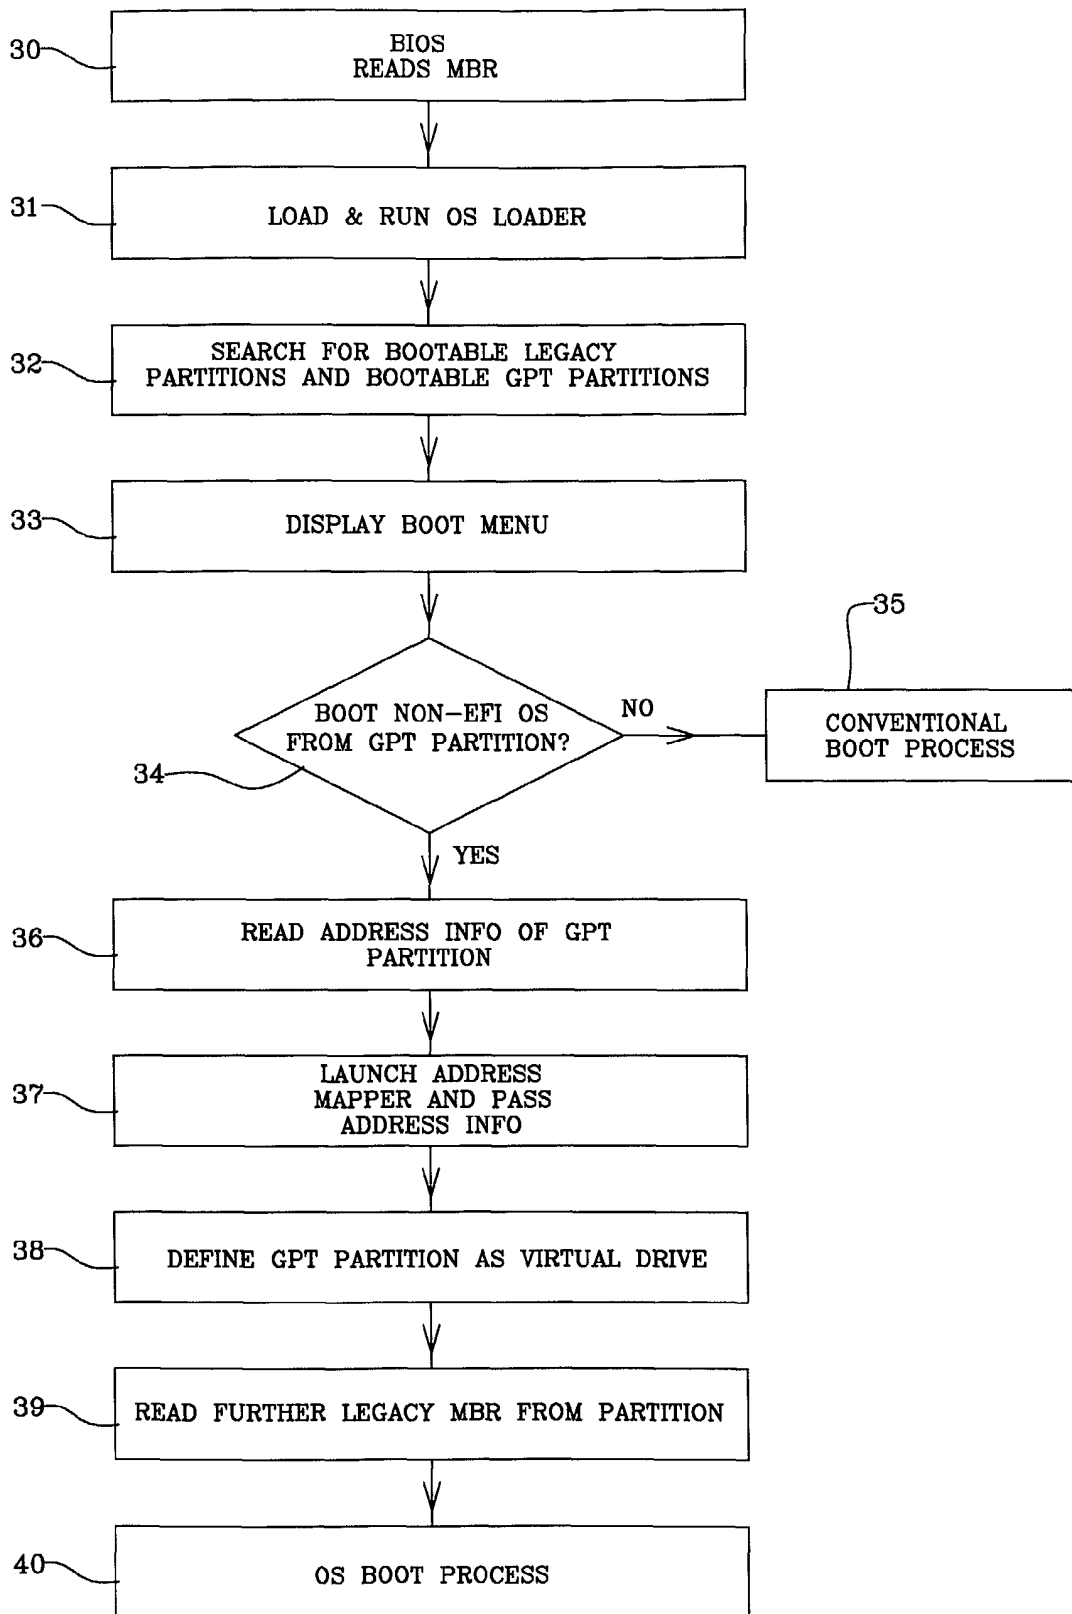 30
BIOS
READS MBR
31
LOAD & RUN OS LOADER
32
SEARCH FOR BOOTABLE LEGACY
PARTITIONS AND BOOTABLE GPT PARTITIONS
33
DISPLAY BOOT MENU
35
BOOT NON-EFI OS
FROM GPT PARTITION?
34
NO
CONVENTIONAL
BOOT PROCESS
YES
36
READ ADDRESS INFO OF GPT
PARTITION
37
LAUNCH ADDRESS
MAPPER AND PASS
ADDRESS INFO
38
DEFINE GPT PARTITION AS VIRTUAL DRIVE
39
READ FURTHER LEGACY MBR FROM PARTITION
40
OS BOOT PROCESS